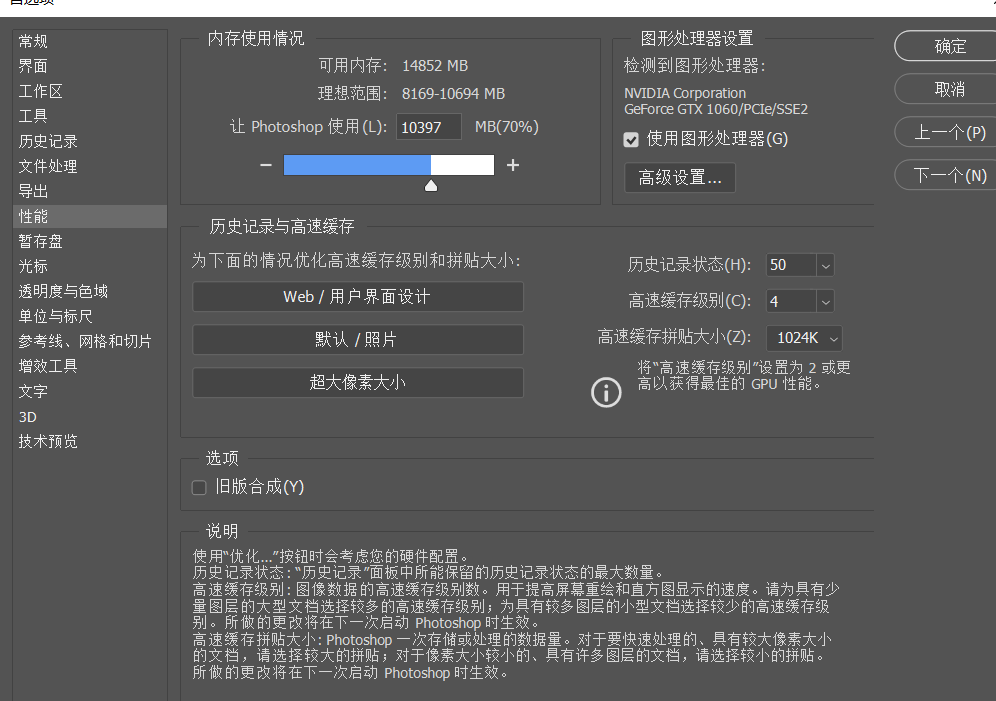 首选项
常规
界面
工作区
工具
历史记录
文件处理
导出
性能
暂存盘
光标
透明度与色域
单位与标尺
参考线、网格和切片
增效工具
文字
3D
技术预览
内存使用情况
可用内存: 14852 MB
理想范围: 8169-10694 MB
让 Photoshop 使用(L): 10397 MB(70%)
− +
图形处理器设置
检测到图形处理器:
NVIDIA Corporation
GeForce GTX 1060/PCIe/SSE2
使用图形处理器(G)
高级设置...
确定
取消
上一个(P)
下一个(N)
历史记录与高速缓存
为下面的情况优化高速缓存级别和拼贴大小:
Web / 用户界面设计
默认 / 照片
超大像素大小
历史记录状态(H): 50
高速缓存级别(C): 4
高速缓存拼贴大小(Z): 1024K
将“高速缓存级别”设置为 2 或更
高以获得最佳的 GPU 性能。
选项
旧版合成(Y)
说明
使用“优化...”按钮时会考虑您的硬件配置。
历史记录状态: “历史记录”面板中所能保留的历史记录状态的最大数量。
高速缓存级别: 图像数据的高速缓存级别数。用于提高屏幕重绘和直方图显示的速度。请为具有少
量图层的大型文档选择较多的高速缓存级别；为具有较多图层的小型文档选择较少的高速缓存级
别。所做的更改将在下一次启动 Photoshop 时生效。
高速缓存拼贴大小: Photoshop 一次存储或处理的数据量。对于要快速处理的、具有较大像素大小
的文档，请选择较大的拼贴；对于像素大小较小的、具有许多图层的文档，请选择较小的拼贴。
所做的更改将在下一次启动 Photoshop 时生效。